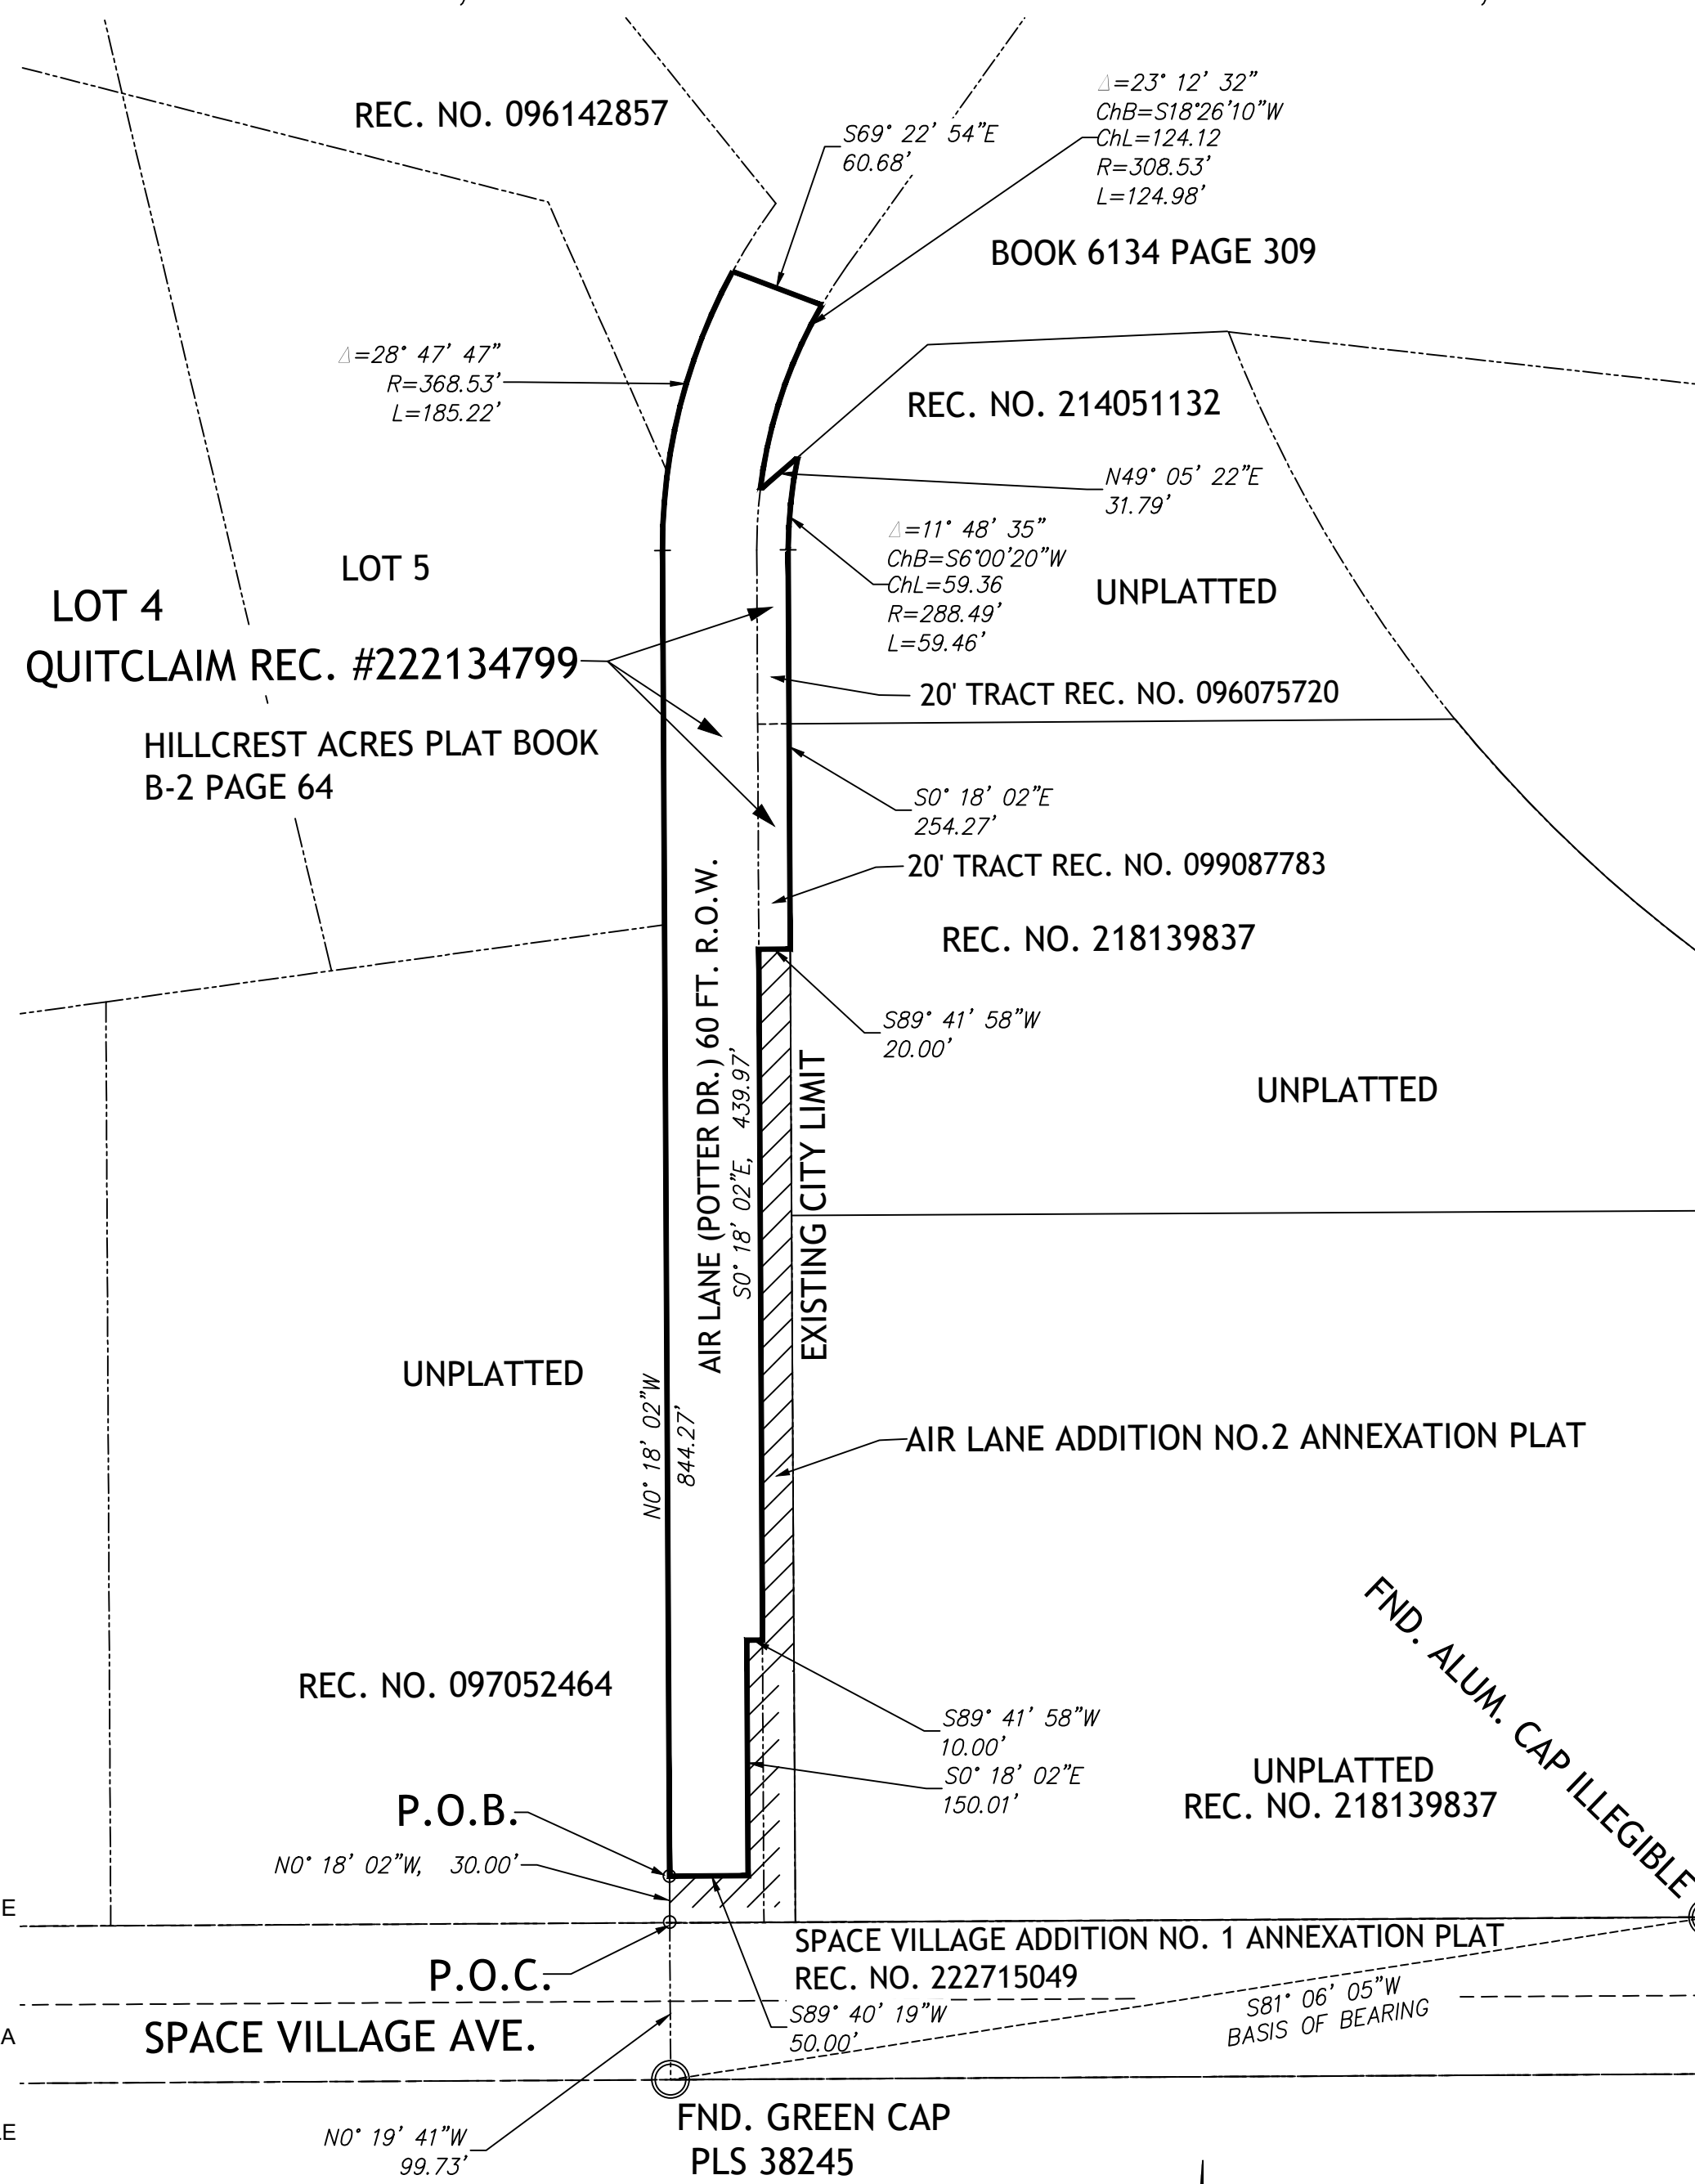 REC. NO. 096142857
S69° 22' 54"E
60.68'
Δ=23° 12' 32"
ChB=S18°26'10"W
ChL=124.12
R=308.53'
L=124.98'
BOOK 6134 PAGE 309
Δ=28° 47' 47"
R=368.53'
L=185.22'
REC. NO. 214051132
N49° 05' 22"E
31.79'
Δ=11° 48' 35"
ChB=S6°00'20"W
ChL=59.36
R=288.49'
L=59.46'
LOT 5
LOT 4
UNPLATTED
QUITCLAIM REC. #222134799
20' TRACT REC. NO. 096075720
HILLCREST ACRES PLAT BOOK
B-2 PAGE 64
S0° 18' 02"E
254.27'
20' TRACT REC. NO. 099087783
REC. NO. 218139837
S89° 41' 58"W
20.00'
AIR LANE (POTTER DR.) 60 FT. R.O.W.
S0° 18' 02"E, 439.97'
EXISTING CITY LIMIT
UNPLATTED
UNPLATTED
N0° 18' 02"W
844.27'
AIR LANE ADDITION NO.2 ANNEXATION PLAT
REC. NO. 097052464
S89° 41' 58"W
10.00'
S0° 18' 02"E
150.01'
FND. ALUM. CAP ILLEGIBLE
UNPLATTED
REC. NO. 218139837
P.O.B.
N0° 18' 02"W, 30.00'
E
SPACE VILLAGE ADDITION NO. 1 ANNEXATION PLAT
REC. NO. 222715049
P.O.C.
S89° 40' 19"W
50.00'
S81° 06' 05"W
BASIS OF BEARING
A
SPACE VILLAGE AVE.
FND. GREEN CAP
PLS 38245
N0° 19' 41"W
99.73'